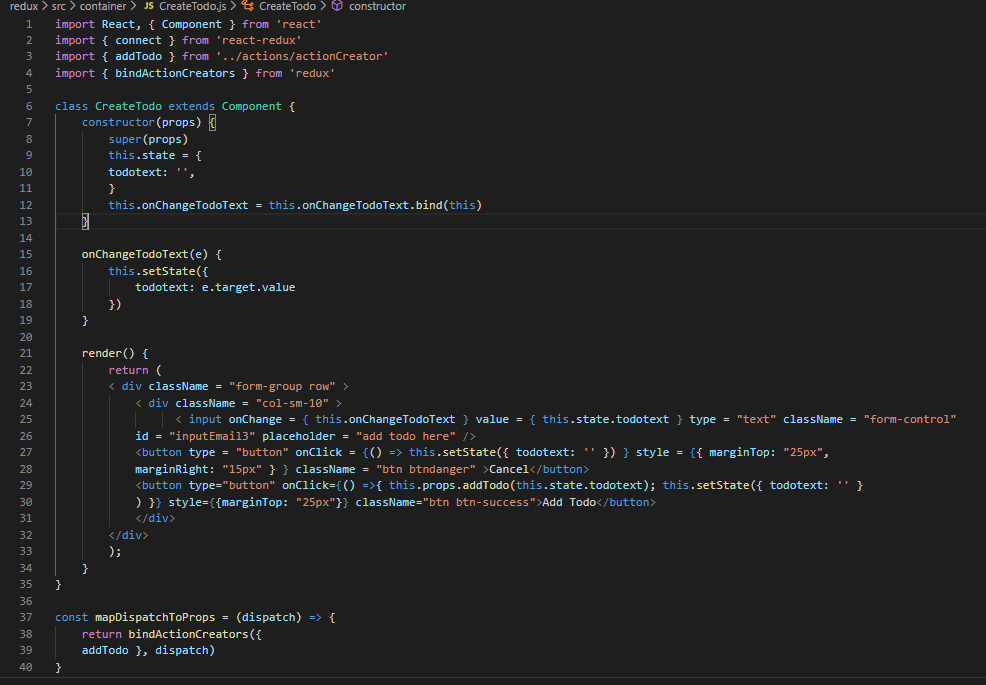 redux > src > container > JS CreateTodo.js > CreateTodo > constructor
1 import React, { Component } from 'react'
2 import { connect } from 'react-redux'
3 import { addTodo } from '../actions/actionCreator'
4 import { bindActionCreators } from 'redux'
5
6 class CreateTodo extends Component {
7 constructor(props) {
8 super(props)
9 this.state = {
10 todotext: '',
11 }
12 this.onChangeTodoText = this.onChangeTodoText.bind(this)
13 }
14
15 onChangeTodoText(e) {
16 this.setState({
17 todotext: e.target.value
18 })
19 }
20
21 render() {
22 return (
23 < div className = "form-group row" >
24 < div className = "col-sm-10" >
25 < input onChange = { this.onChangeTodoText } value = { this.state.todotext } type = "text" className = "form-control"
26 id = "inputEmail3" placeholder = "add todo here" />
27 <button type = "button" onClick = {() => this.setState({ todotext: '' }) } style = {{ marginTop: "25px",
28 marginRight: "15px" } } className = "btn btndanger" >Cancel</button>
29 <button type="button" onClick={() =>{ this.props.addTodo(this.state.todotext); this.setState({ todotext: '' }
30 ) }} style={{marginTop: "25px"}} className="btn btn-success">Add Todo</button>
31 </div>
32 </div>
33 );
34 }
35 }
36
37 const mapDispatchToProps = (dispatch) => {
38 return bindActionCreators({
39 addTodo }, dispatch)
40 }